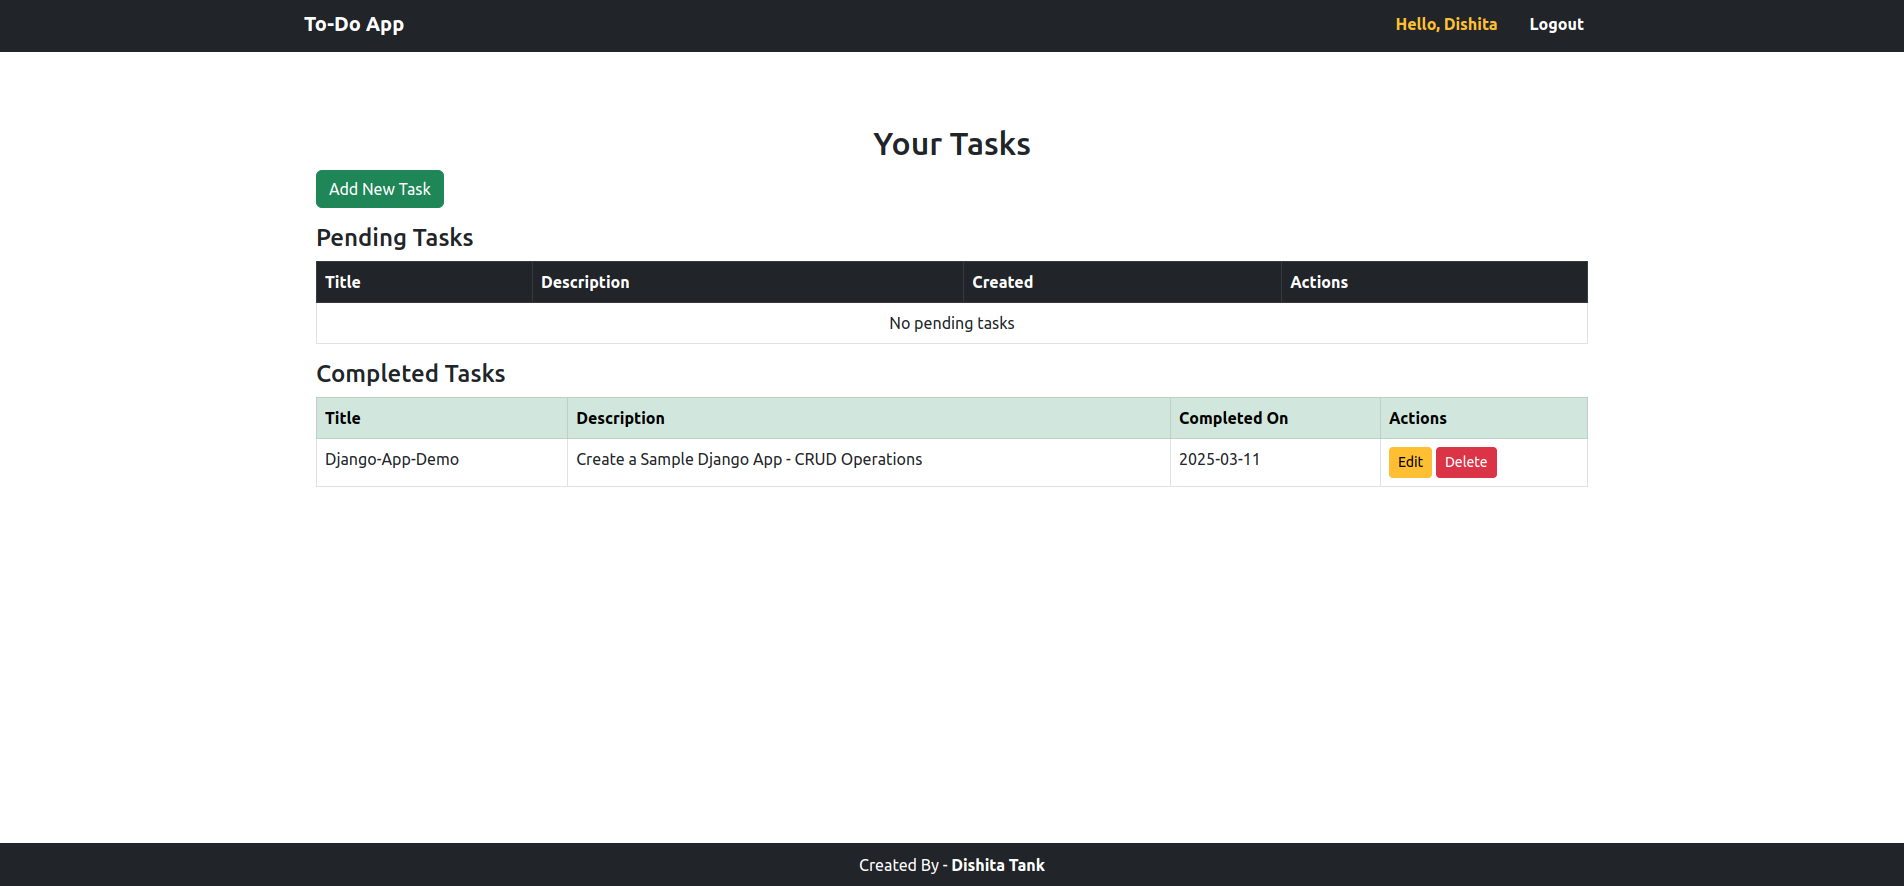 To-Do App Hello, Dishita Logout
Your Tasks
Add New Task
Pending Tasks
Title Description Created Actions
No pending tasks
Completed Tasks
Title Description Completed On Actions
Django-App-Demo Create a Sample Django App - CRUD Operations 2025-03-11 Edit Delete
Created By - Dishita Tank